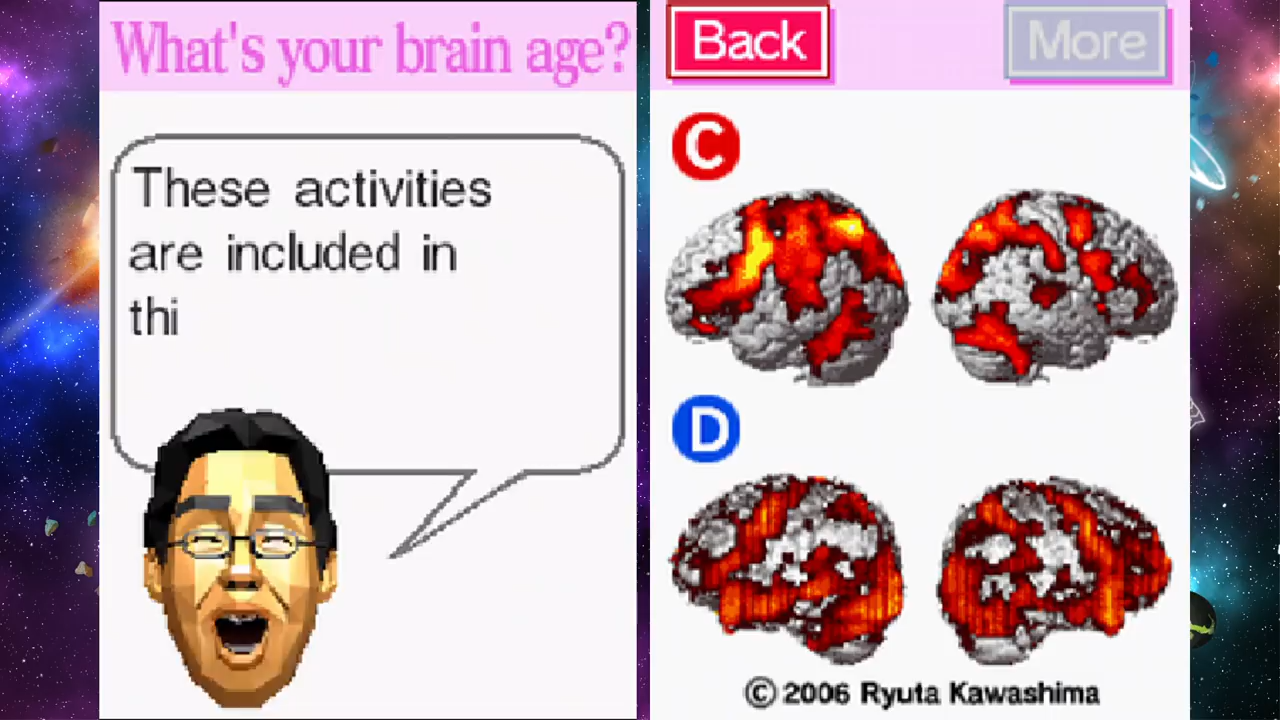 What's your brain age?
These activities
are included in
thi
Back
More
C
D
© 2006 Ryuta Kawashima